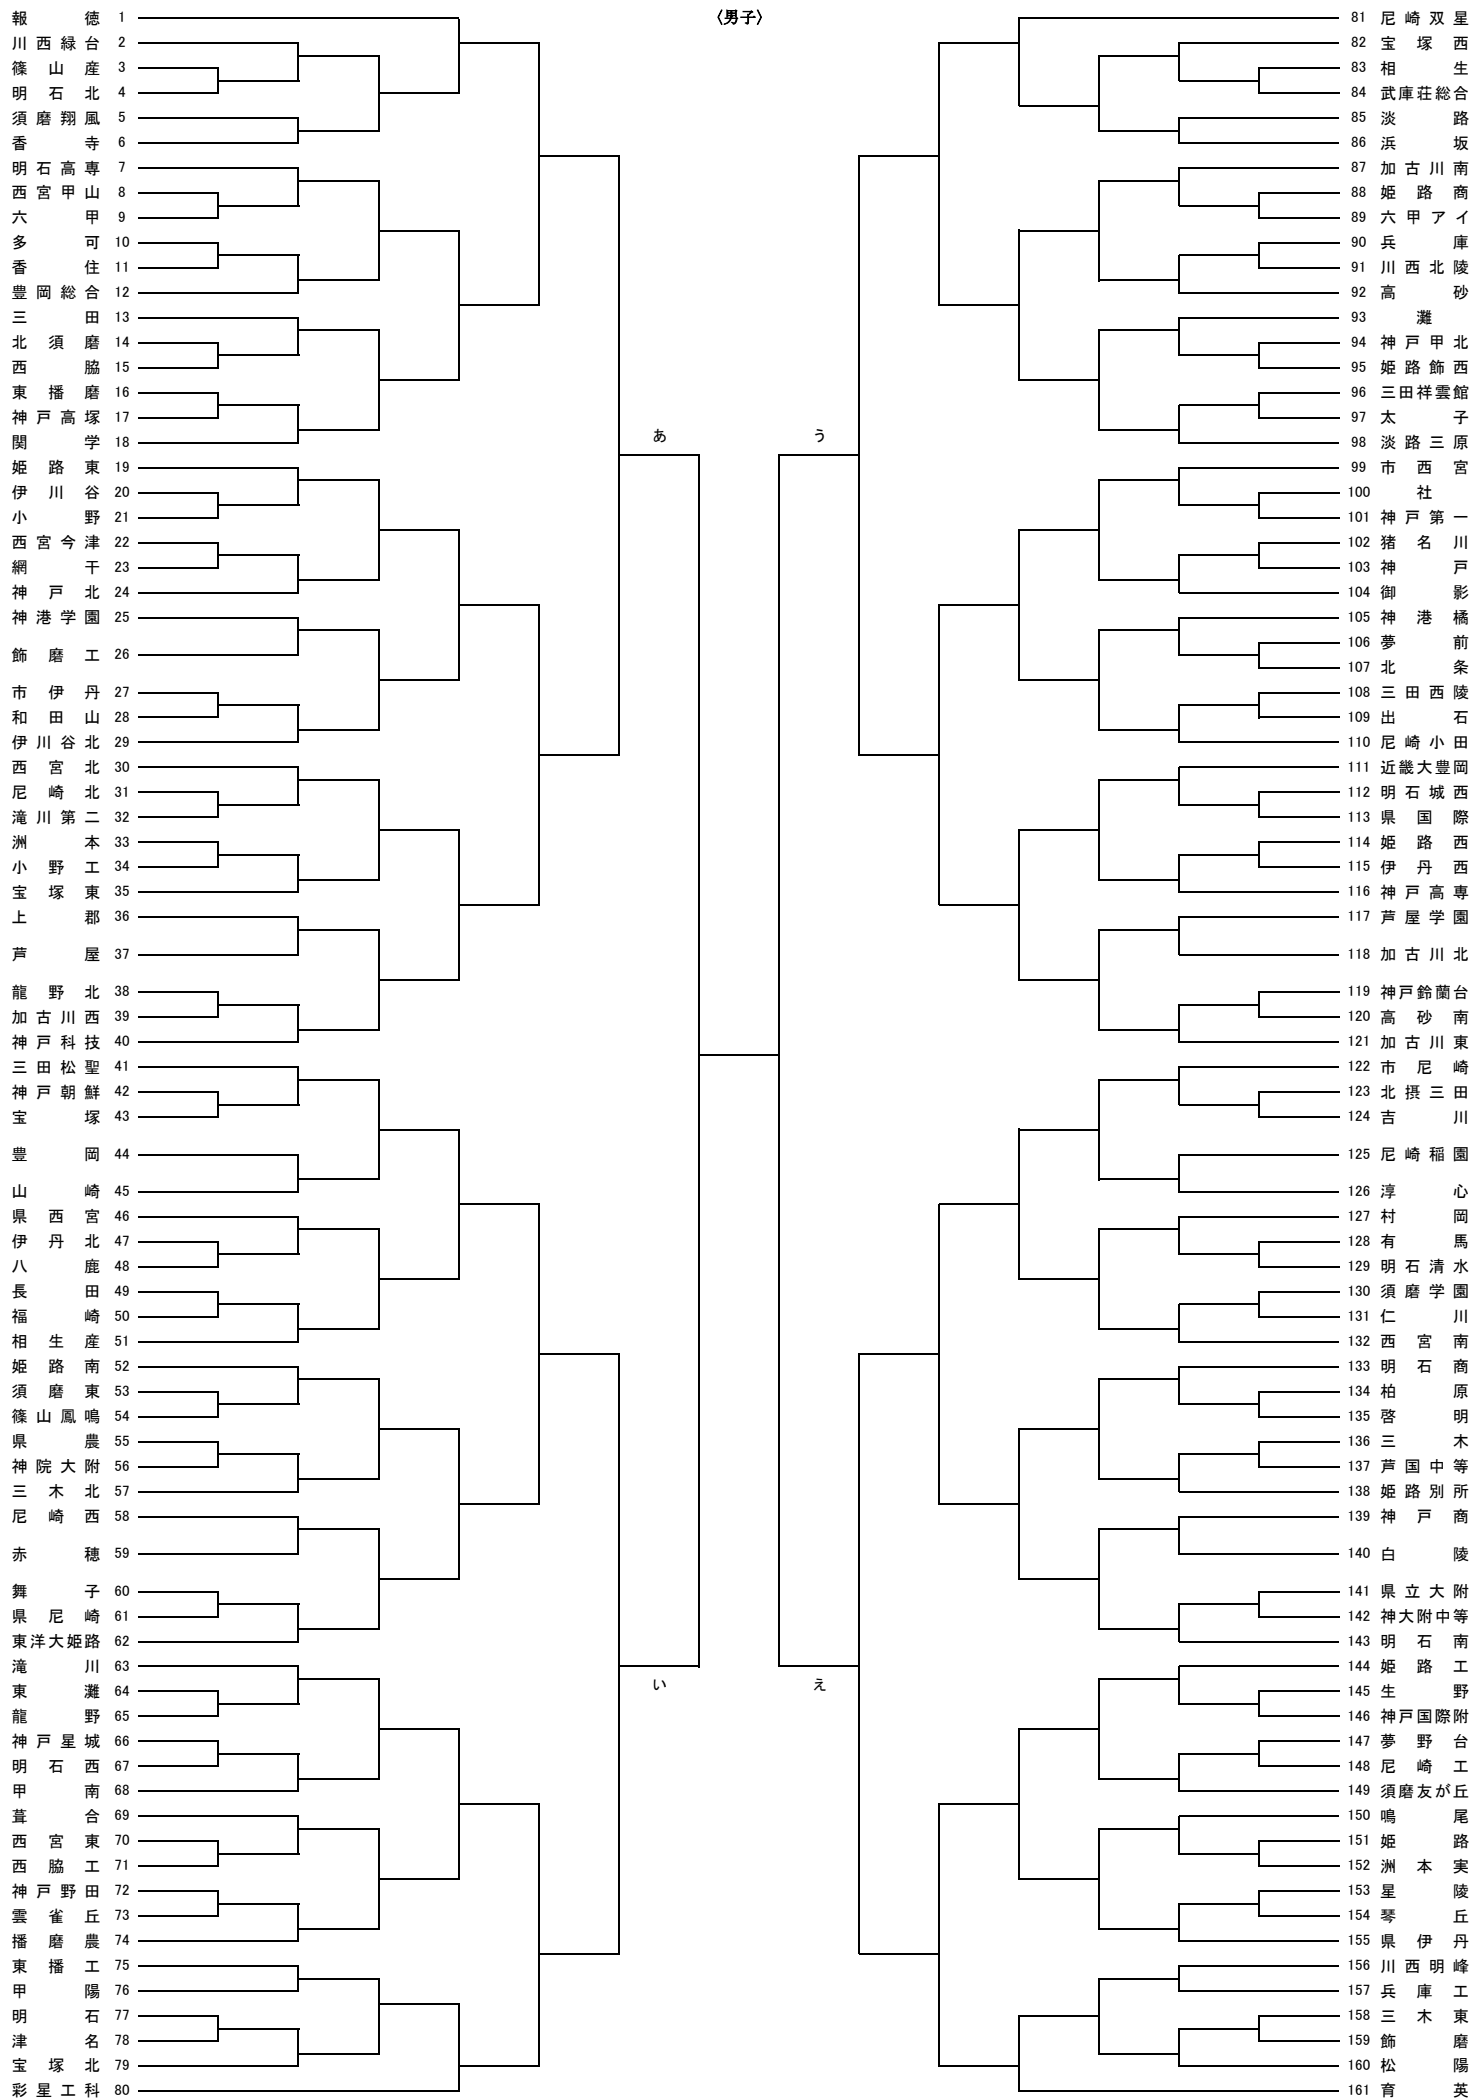 〈男子〉
報徳 1
川西緑台 2
篠山産 3
明石北 4
須磨翔風 5
香寺 6
明石高専 7
西宮甲山 8
六甲 9
多可 10
香住 11
豊岡総合 12
三田 13
北須磨 14
西脇 15
東播磨 16
神戸高塚 17
関学 18
姫路東 19
伊川谷 20
小野 21
西宮今津 22
網干 23
神戸北 24
神港学園 25
飾磨工 26
市伊丹 27
和田山 28
伊川谷北 29
西宮北 30
尼崎北 31
滝川第二 32
洲本 33
小野工 34
宝塚東 35
上郡 36
芦屋 37
龍野北 38
加古川西 39
神戸科技 40
三田松聖 41
神戸朝鮮 42
宝塚 43
豊岡 44
山崎 45
県西宮 46
伊丹北 47
八鹿 48
長田 49
福崎 50
相生産 51
姫路南 52
須磨東 53
篠山鳳鳴 54
県農 55
神院大附 56
三木北 57
尼崎西 58
赤穂 59
舞子 60
県尼崎 61
東洋大姫路 62
滝川 63
東灘 64
龍野 65
神戸星城 66
明石西 67
甲南 68
葺合 69
西宮東 70
西脇工 71
神戸野田 72
雲雀丘 73
播磨農 74
東播工 75
甲陽 76
明石 77
津名 78
宝塚北 79
彩星工科 80
あ
い
う
え
81 尼崎双星
82 宝塚西
83 相生
84 武庫荘総合
85 淡路
86 浜坂
87 加古川南
88 姫路商
89 六甲アイ
90 兵庫
91 川西北陵
92 高砂
93 灘
94 神戸甲北
95 姫路飾西
96 三田祥雲館
97 太子
98 淡路三原
99 市西宮
100 社
101 神戸第一
102 猪名川
103 神戸
104 御影
105 神港橘
106 夢前
107 北条
108 三田西陵
109 出石
110 尼崎小田
111 近畿大豊岡
112 明石城西
113 県国際
114 姫路西
115 伊丹西
116 神戸高専
117 芦屋学園
118 加古川北
119 神戸鈴蘭台
120 高砂南
121 加古川東
122 市尼崎
123 北摂三田
124 吉川
125 尼崎稲園
126 淳心
127 村岡
128 有馬
129 明石清水
130 須磨学園
131 仁川
132 西宮南
133 明石商
134 柏原
135 啓明
136 三木
137 芦国中等
138 姫路別所
139 神戸商
140 白陵
141 県立大附
142 神大附中等
143 明石南
144 姫路工
145 生野
146 神戸国際附
147 夢野台
148 尼崎工
149 須磨友が丘
150 鳴尾
151 姫路
152 洲本実
153 星陵
154 琴丘
155 県伊丹
156 川西明峰
157 兵庫工
158 三木東
159 飾磨
160 松陽
161 育英